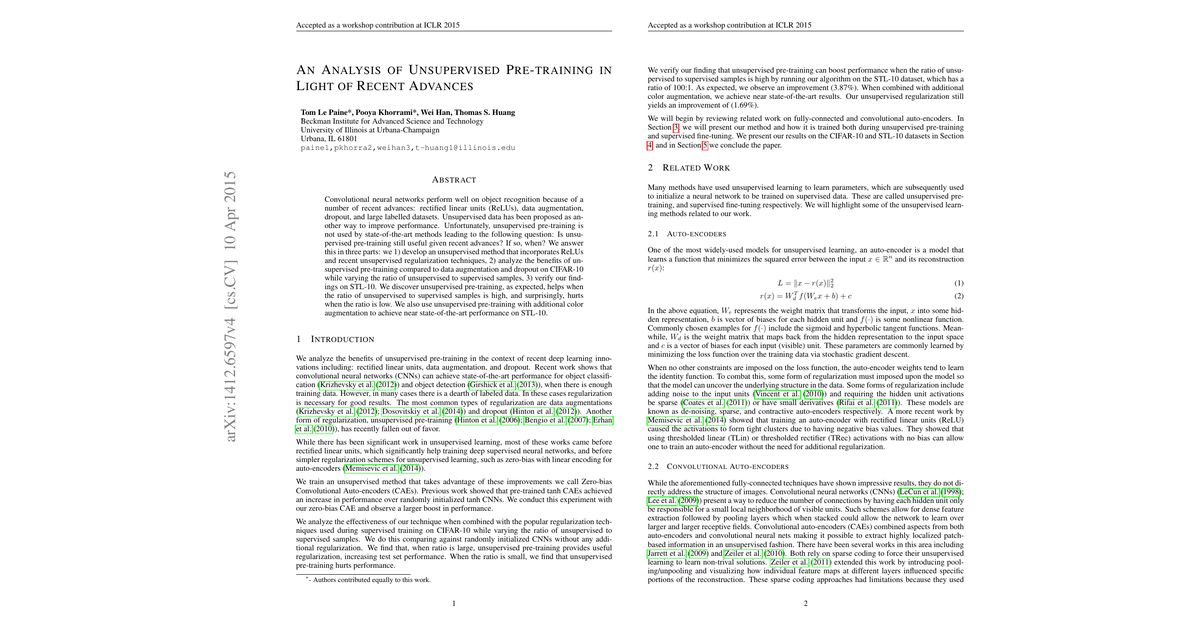 arXiv:1412.6597v4 [cs.CV] 10 Apr 2015
Accepted as a workshop contribution at ICLR 2015
AN ANALYSIS OF UNSUPERVISED PRE-TRAINING IN
LIGHT OF RECENT ADVANCES
Tom Le Paine*, Pooya Khorrami*, Wei Han, Thomas S. Huang
Beckman Institute for Advanced Science and Technology
University of Illinois at Urbana-Champaign
Urbana, IL 61801
paine1,pkhorra2,weihan3,t-huang1@illinois.edu
ABSTRACT
Convolutional neural networks perform well on object recognition because of a
number of recent advances: rectified linear units (ReLUs), data augmentation,
dropout, and large labelled datasets. Unsupervised data has been proposed as an-
other way to improve performance. Unfortunately, unsupervised pre-training is
not used by state-of-the-art methods leading to the following question: Is unsu-
pervised pre-training still useful given recent advances? If so, when? We answer
this in three parts: we 1) develop an unsupervised method that incorporates ReLUs
and recent unsupervised regularization techniques, 2) analyze the benefits of un-
supervised pre-training compared to data augmentation and dropout on CIFAR-10
while varying the ratio of unsupervised to supervised samples, 3) verify our find-
ings on STL-10. We discover unsupervised pre-training, as expected, helps when
the ratio of unsupervised to supervised samples is high, and surprisingly, hurts
when the ratio is low. We also use unsupervised pre-training with additional color
augmentation to achieve near state-of-the-art performance on STL-10.
1 INTRODUCTION
We analyze the benefits of unsupervised pre-training in the context of recent deep learning inno-
vations including: rectified linear units, data augmentation, and dropout. Recent work shows that
convolutional neural networks (CNNs) can achieve state-of-the-art performance for object classifi-
cation (Krizhevsky et al. (2012)) and object detection (Girshick et al. (2013)), when there is enough
training data. However, in many cases there is a dearth of labeled data. In these cases regularization
is necessary for good results. The most common types of regularization are data augmentation
(Krizhevsky et al. (2012); Dosovitskiy et al. (2014)) and dropout (Hinton et al. (2012)). Another
form of regularization, unsupervised pre-training (Hinton et al. (2006); Bengio et al. (2007); Erhan
et al. (2010)), has recently fallen out of favor.
While there has been significant work in unsupervised learning, most of these works came before
rectified linear units, which significantly help training deep supervised neural networks, and before
simpler regularization schemes for unsupervised learning, such as zero-bias with linear encoding for
auto-encoders (Memisevic et al. (2014)).
We train an unsupervised method that takes advantage of these improvements we call Zero-bias
Convolutional Auto-encoders (CAEs). Previous work showed that pre-trained tanh CAEs achieved
an increase in performance over randomly initialized tanh CNNs. We conduct this experiment with
our zero-bias CAE and observe a larger boost in performance.
We analyze the effectiveness of our technique when combined with the popular regularization tech-
niques used during supervised training on CIFAR-10 while varying the ratio of unsupervised to
supervised samples. We do this comparing against randomly initialized CNNs without any addi-
tional regularization. We find that, when ratio is large, unsupervised pre-training provides useful
regularization, increasing test set performance. When the ratio is small, we find that unsupervised
pre-training hurts performance.
*- Authors contributed equally to this work.
1
Accepted as a workshop contribution at ICLR 2015
We verify our finding that unsupervised pre-training can boost performance when the ratio of unsu-
pervised to supervised samples is high by running our algorithm on the STL-10 dataset, which has a
ratio of 100:1. As expected, we observe an improvement (3.87%). When combined with additional
color augmentation, we achieve near state-of-the-art results. Our unsupervised regularization still
yields an improvement of (1.69%).
We will begin by reviewing related work on fully-connected and convolutional auto-encoders. In
Section 3, we will present our method and how it is trained both during unsupervised pre-training
and supervised fine-tuning. We present our results on the CIFAR-10 and STL-10 datasets in Section
4, and in Section 5 we conclude the paper.
2 RELATED WORK
Many methods have used unsupervised learning to learn parameters, which are subsequently used
to initialize a neural network to be trained on supervised data. These are called unsupervised pre-
training, and supervised fine-tuning respectively. We will highlight some of the unsupervised learn-
ing methods related to our work.
2.1 AUTO-ENCODERS
One of the most widely-used models for unsupervised learning, an auto-encoder is a model that
learns a function that minimizes the squared error between the input x ∈ ℝⁿ and its reconstruction
r(x):
L = ‖x − r(x)‖₂² (1)
r(x) = W_d^T f(W_e x + b) + c (2)
In the above equation, W_e represents the weight matrix that transforms the input, x into some hid-
den representation, b is vector of biases for each hidden unit and f(·) is some nonlinear function.
Commonly chosen examples for f(·) include the sigmoid and hyperbolic tangent functions. Mean-
while, W_d is the weight matrix that maps back from the hidden representation to the input space
and c is a vector of biases for each input (visible) unit. These parameters are commonly learned by
minimizing the loss function over the training data via stochastic gradient descent.
When no other constraints are imposed on the loss function, the auto-encoder weights tend to learn
the identity function. To combat this, some form of regularization must imposed upon the model so
that the model can uncover the underlying structure in the data. Some forms of regularization include
adding noise to the input units (Vincent et al. (2010)) and requiring the hidden unit activations
be sparse (Coates et al. (2011)) or have small derivatives (Rifai et al. (2011)). These models are
known as de-noising, sparse, and contractive auto-encoders respectively. A more recent work by
Memisevic et al. (2014) showed that training an auto-encoder with rectified linear units (ReLU)
caused the activations to form tight clusters due to having negative bias values. They showed that
using thresholded linear (TLin) or thresholded rectifier (TRec) activations with no bias can allow
one to train an auto-encoder without the need for additional regularization.
2.2 CONVOLUTIONAL AUTO-ENCODERS
While the aforementioned fully-connected techniques have shown impressive results, they do not di-
rectly address the structure of images. Convolutional neural networks (CNNs) (LeCun et al. (1998);
Lee et al. (2009)) present a way to reduce the number of connections by having each hidden unit only
be responsible for a small local neighborhood of visible units. Such schemes allow for dense feature
extraction followed by pooling layers which when stacked could allow the network to learn over
larger and larger receptive fields. Convolutional auto-encoders (CAEs) combined aspects from both
auto-encoders and convolutional neural nets making it possible to extract highly localized patch-
based information in an unsupervised fashion. There have been several works in this area including
Jarrett et al. (2009) and Zeiler et al. (2010). Both rely on sparse coding to force their unsupervised
learning to learn non-trival solutions. Zeiler et al. (2011) extended this work by introducing pool-
ing/unpooling and visualizing how individual feature maps at different layers influenced specific
portions of the reconstruction. These sparse coding approaches had limitations because they used
2